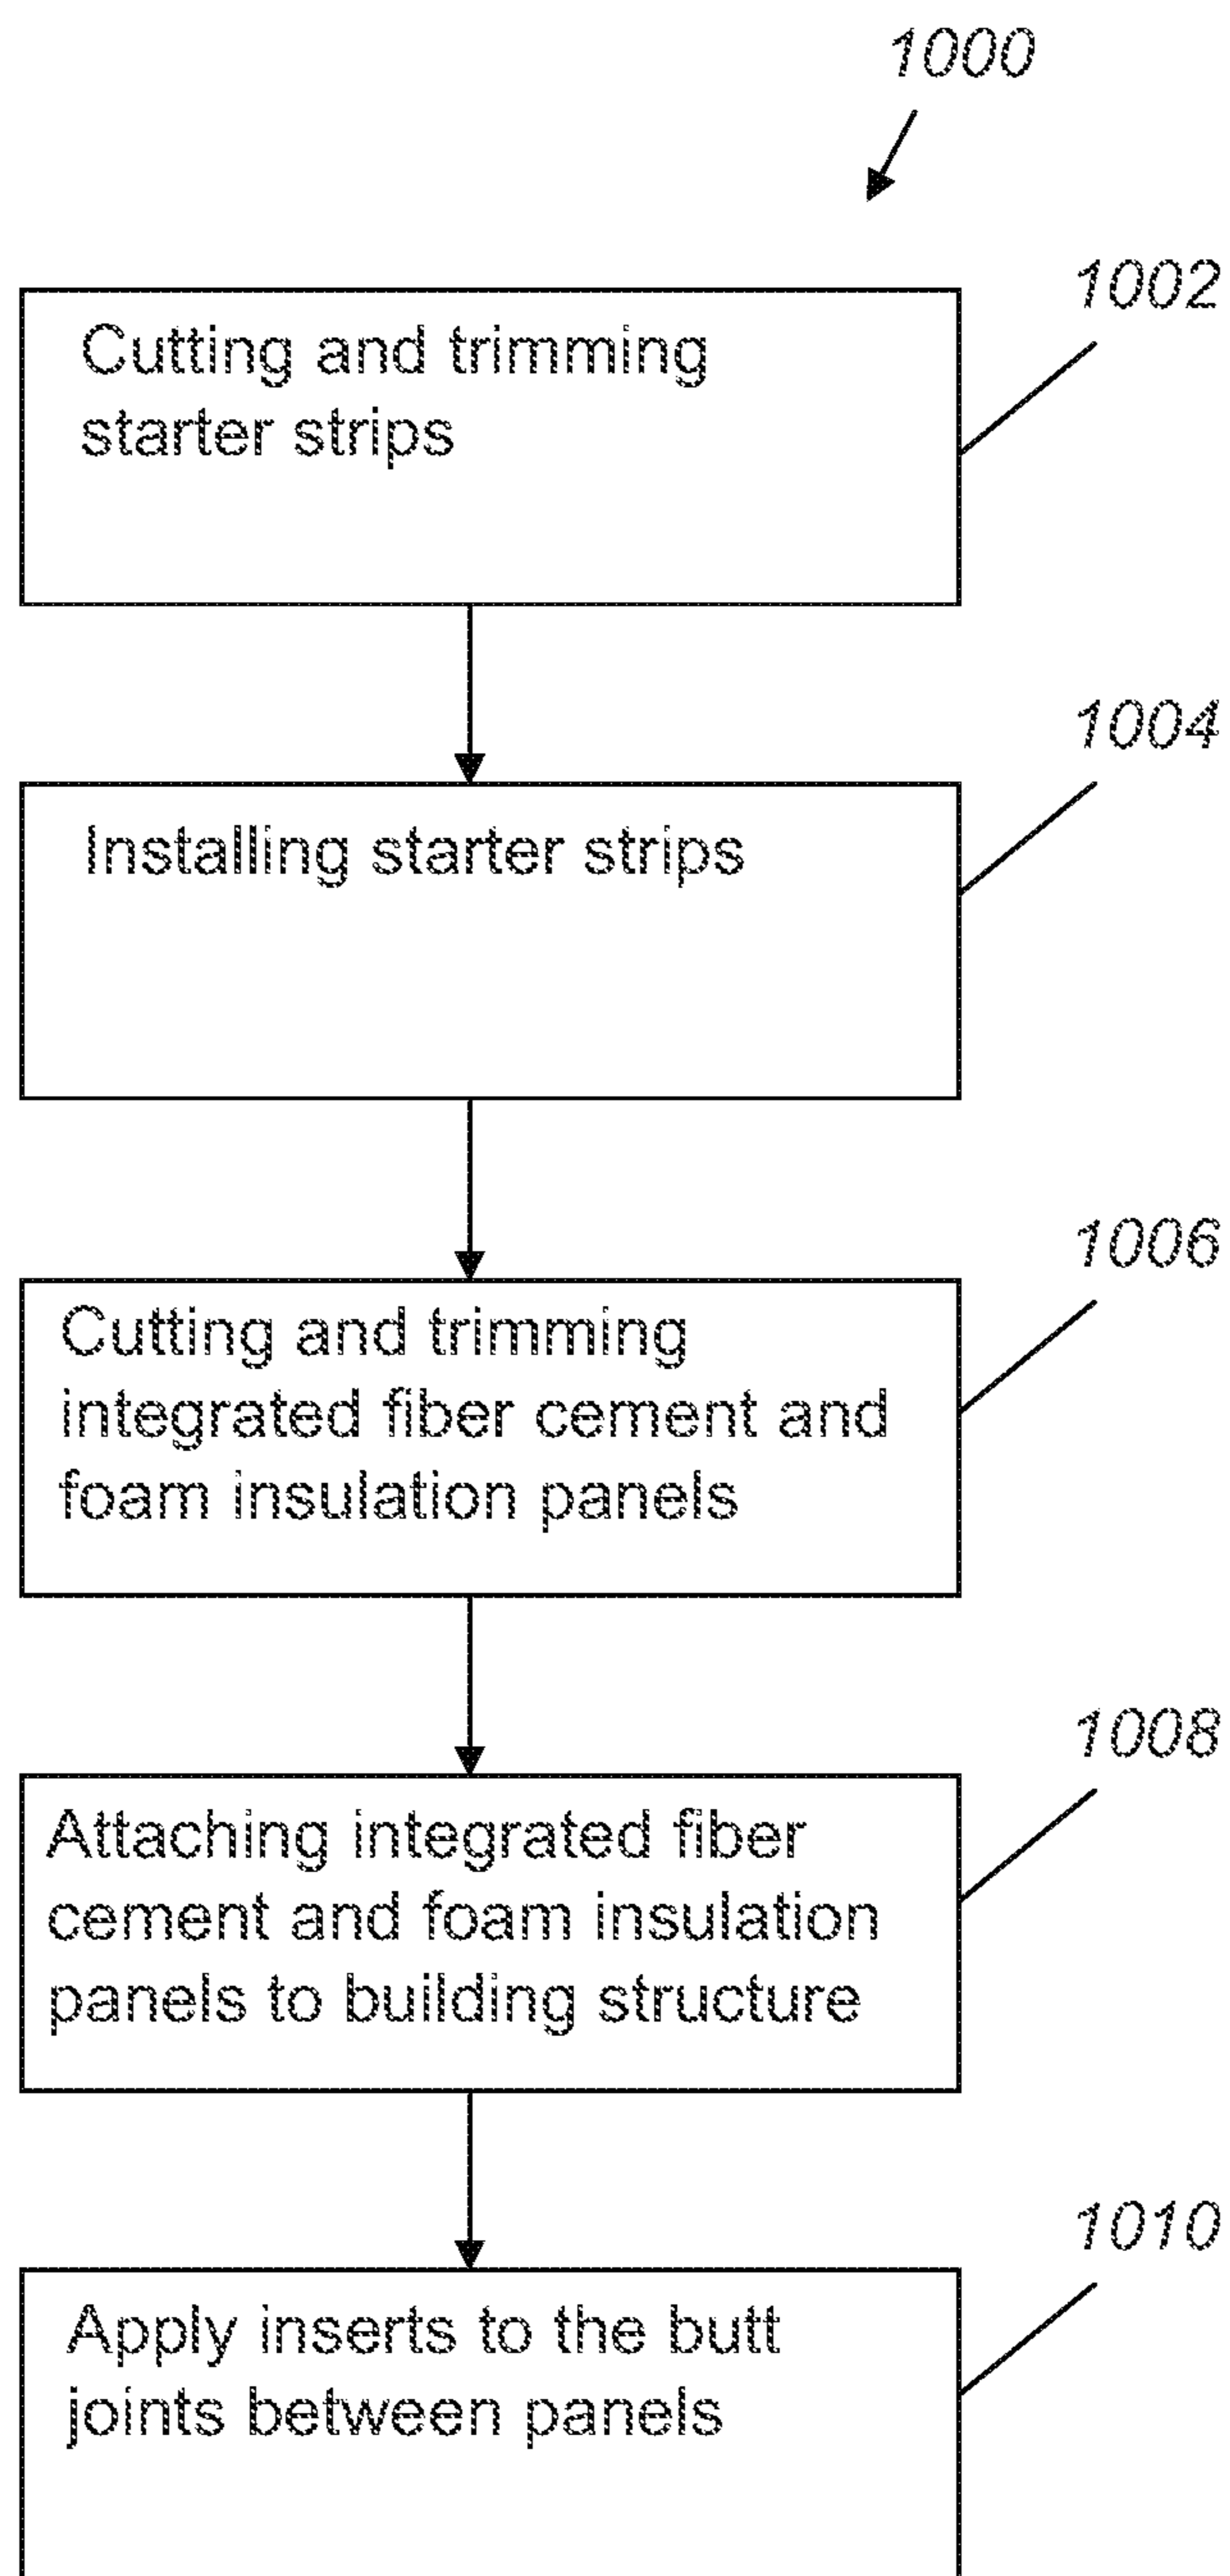 1000
1002
Cutting and trimming
starter strips
1004
Installing starter strips
1006
Cutting and trimming
integrated fiber cement and
foam insulation panels
1008
Attaching integrated fiber
cement and foam insulation
panels to building structure
1010
Apply inserts to the butt
joints between panels